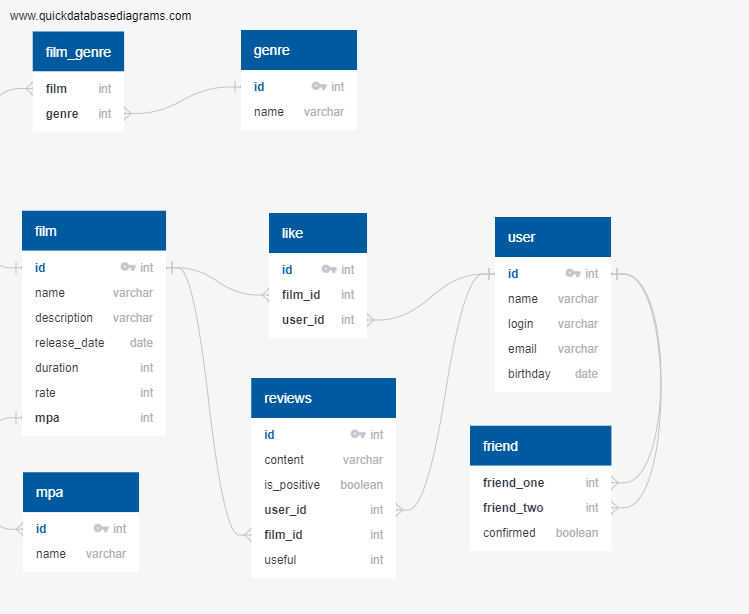 www.quickdatabasediagrams.com
film_genre
film int
genre int
genre
id int
name varchar
film
id int
name varchar
description varchar
release_date date
duration int
rate int
mpa int
like
id int
film_id int
user_id int
user
id int
name varchar
login varchar
email varchar
birthday date
reviews
id int
content varchar
is_positive boolean
user_id int
film_id int
useful int
friend
friend_one int
friend_two int
confirmed boolean
mpa
id int
name varchar